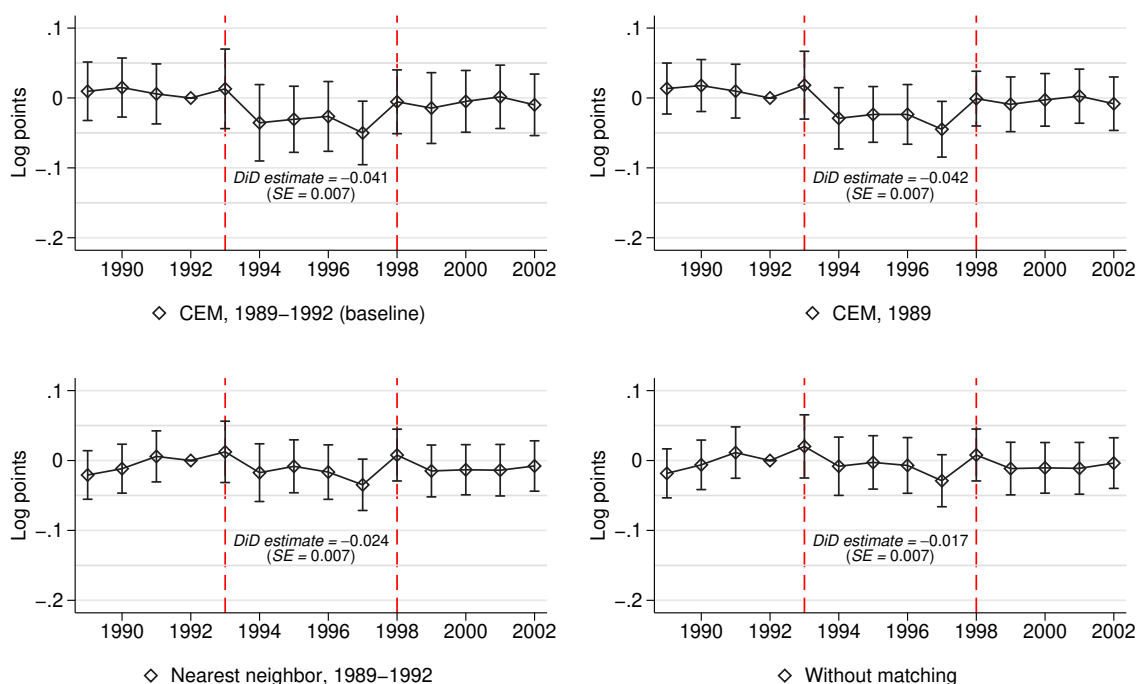 .1
0
−.1
−.2
Log points
DiD estimate = −0.041
(SE = 0.007)
1990 1992 1994 1996 1998 2000 2002
CEM, 1989−1992 (baseline)
.1
0
−.1
−.2
Log points
DiD estimate = −0.042
(SE = 0.007)
1990 1992 1994 1996 1998 2000 2002
CEM, 1989
.1
0
−.1
−.2
Log points
DiD estimate = −0.024
(SE = 0.007)
1990 1992 1994 1996 1998 2000 2002
Nearest neighbor, 1989−1992
.1
0
−.1
−.2
Log points
DiD estimate = −0.017
(SE = 0.007)
1990 1992 1994 1996 1998 2000 2002
Without matching